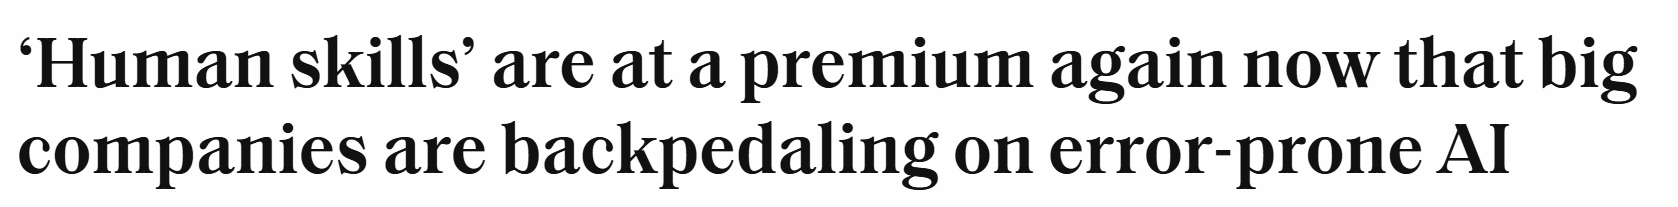 ‘Human skills’ are at a premium again now that big
companies are backpedaling on error-prone AI